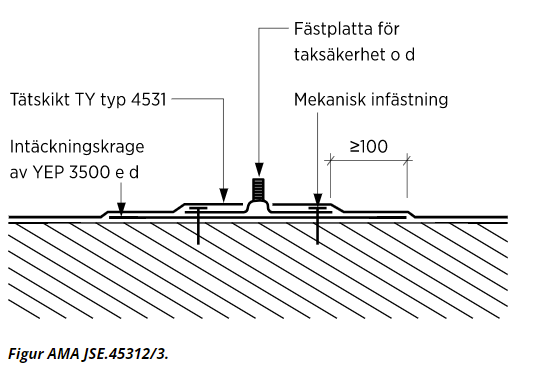 Fästplatta för
taksäkerhet o d
Tätskikt TY typ 4531
Mekanisk infästning
Intäckningskrage
av YEP 3500 e d
≥100
Figur AMA JSE.45312/3.